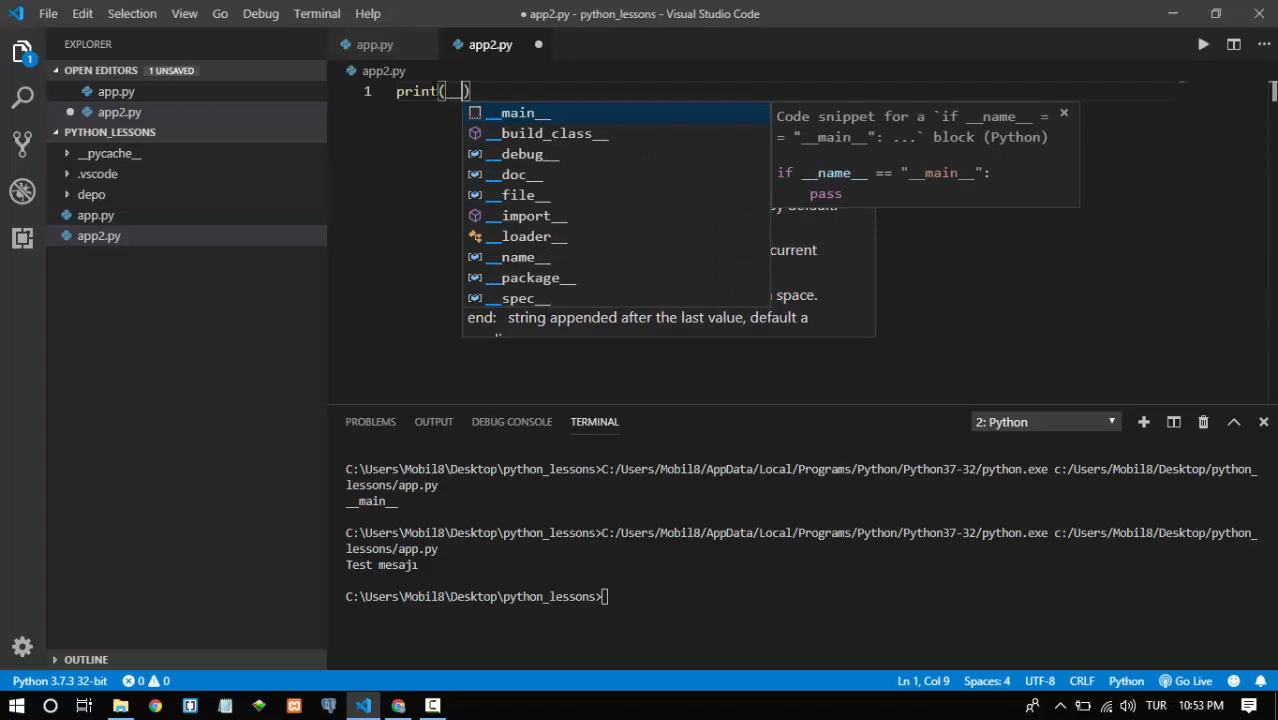 File Edit Selection View Go Debug Terminal Help
● app2.py - python_lessons - Visual Studio Code
EXPLORER
OPEN EDITORS 1 UNSAVED
app.py
app2.py
PYTHON_LESSONS
__pycache__
.vscode
depo
app.py
app2.py
OUTLINE
app.py app2.py
app2.py
1 print(__)
__main__
__build_class__
__debug__
__doc__
__file__
__import__
__loader__
__name__
__package__
__spec__
end: string appended after the last value, default a
Code snippet for a `if __name__ =
= "__main__": ...` block (Python)
if __name__ == "__main__":
pass
by default.
current
space.
PROBLEMS OUTPUT DEBUG CONSOLE TERMINAL 2: Python
C:\Users\Mobil8\Desktop\python_lessons>C:/Users/Mobil8/AppData/Local/Programs/Python/Python37-32/python.exe c:/Users/Mobil8/Desktop/python_
lessons/app.py
__main__
C:\Users\Mobil8\Desktop\python_lessons>C:/Users/Mobil8/AppData/Local/Programs/Python/Python37-32/python.exe c:/Users/Mobil8/Desktop/python_
lessons/app.py
Test mesajı
C:\Users\Mobil8\Desktop\python_lessons>
Python 3.7.3 32-bit 0 0 Ln 1, Col 9 Spaces: 4 UTF-8 CRLF Python Go Live
TUR 10:53 PM